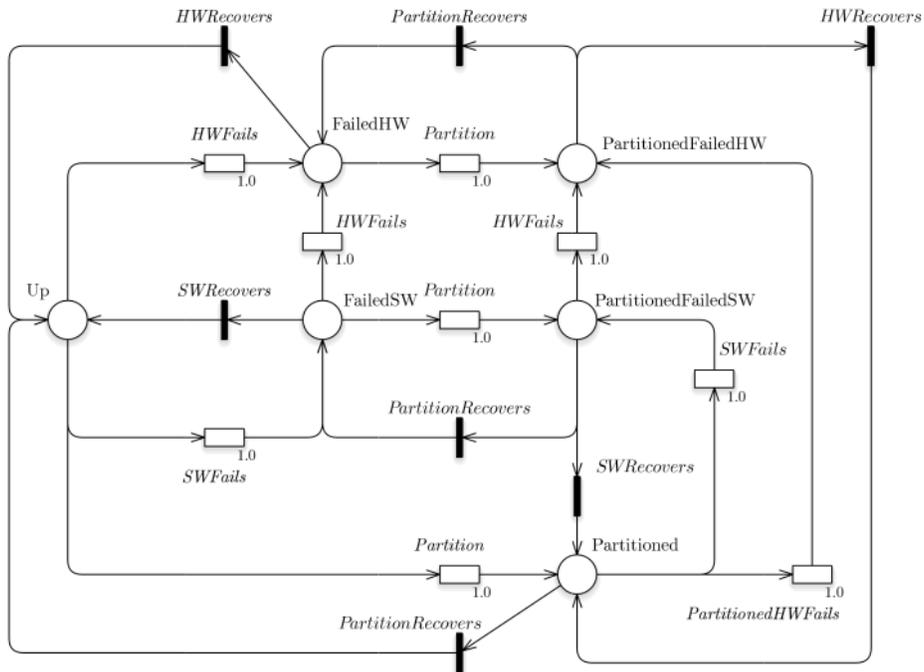 HWRecovers
PartitionRecovers
HWRecovers
FailedHW
HWFails
Partition
PartitionedFailedHW
1.0
1.0
HWFails
HWFails
1.0
1.0
Up
SWRecovers
FailedSW
Partition
PartitionedFailedSW
1.0
SWFails
1.0
PartitionRecovers
1.0
SWFails
SWRecovers
Partition
Partitioned
1.0
1.0
PartitionedHWFails
PartitionRecovers